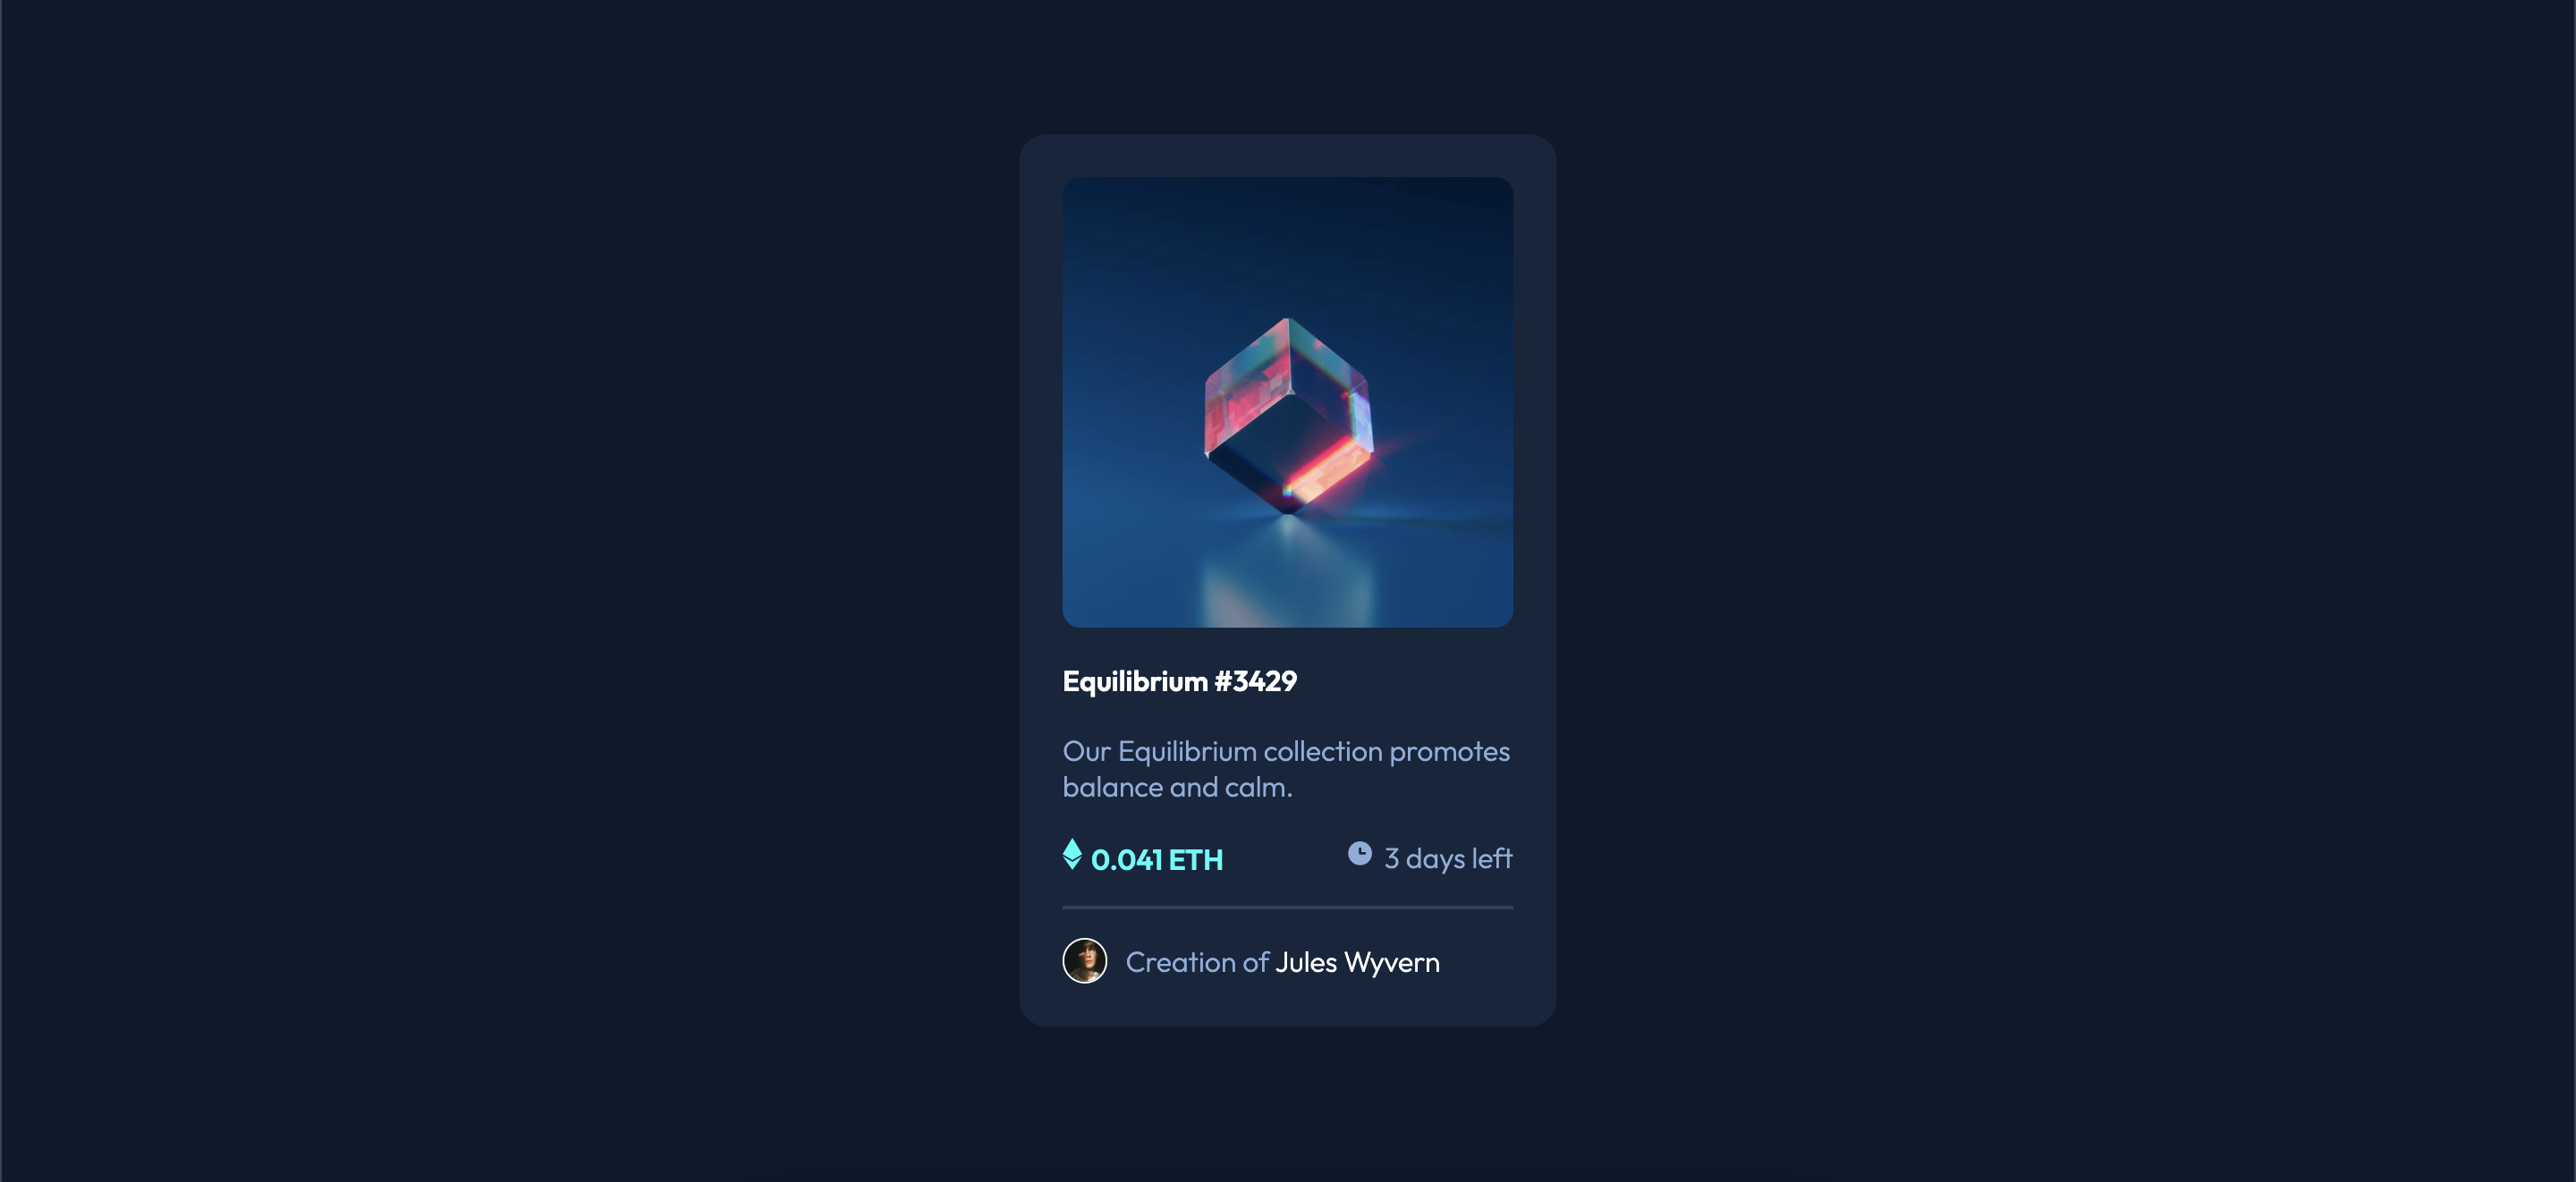 Equilibrium #3429
Our Equilibrium collection promotes
balance and calm.
0.041 ETH
3 days left
Creation of Jules Wyvern